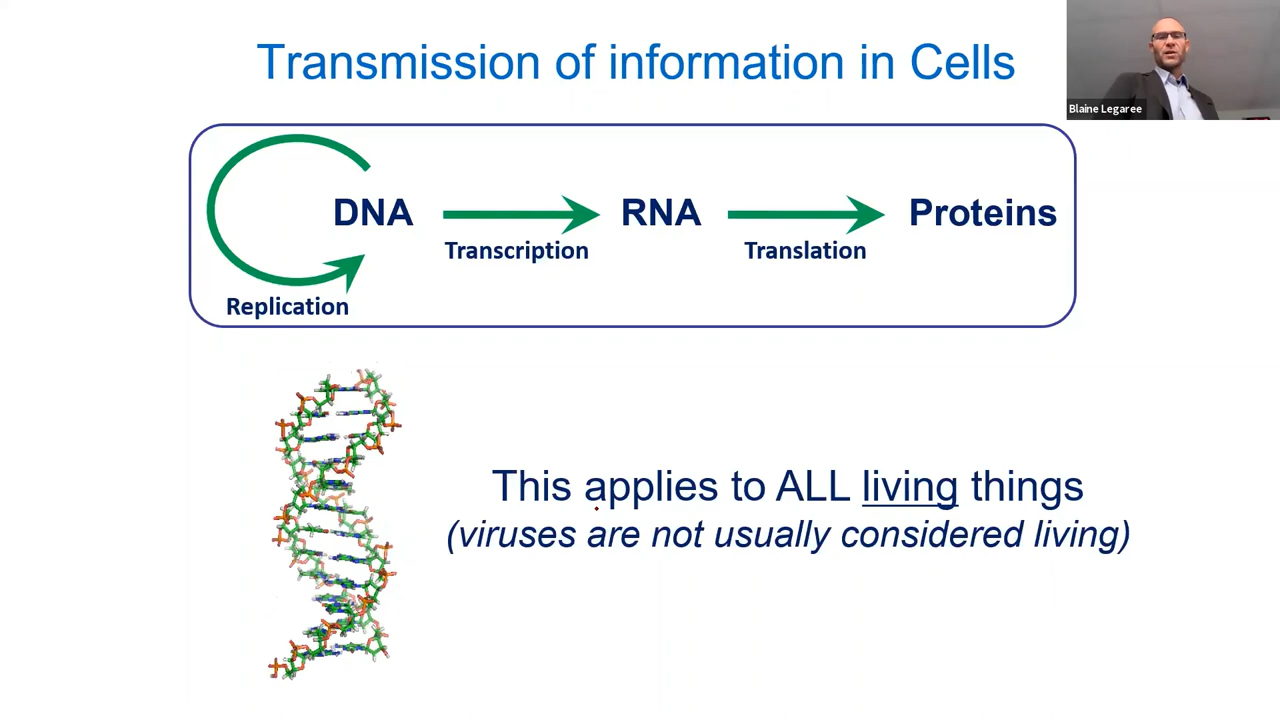 Transmission of information in Cells
Blaine Legaree
DNA
RNA
Proteins
Transcription
Translation
Replication
This applies to ALL living things
(viruses are not usually considered living)